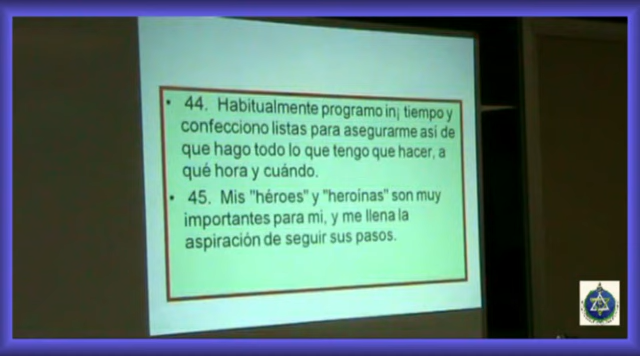 • 44. Habitualmente programo in¡ tiempo y
confecciono listas para asegurarme así de
que hago todo lo que tengo que hacer, a
qué hora y cuándo.
• 45. Mis "héroes" y "heroínas" son muy
importantes para mi, y me llena la
aspiración de seguir sus pasos.